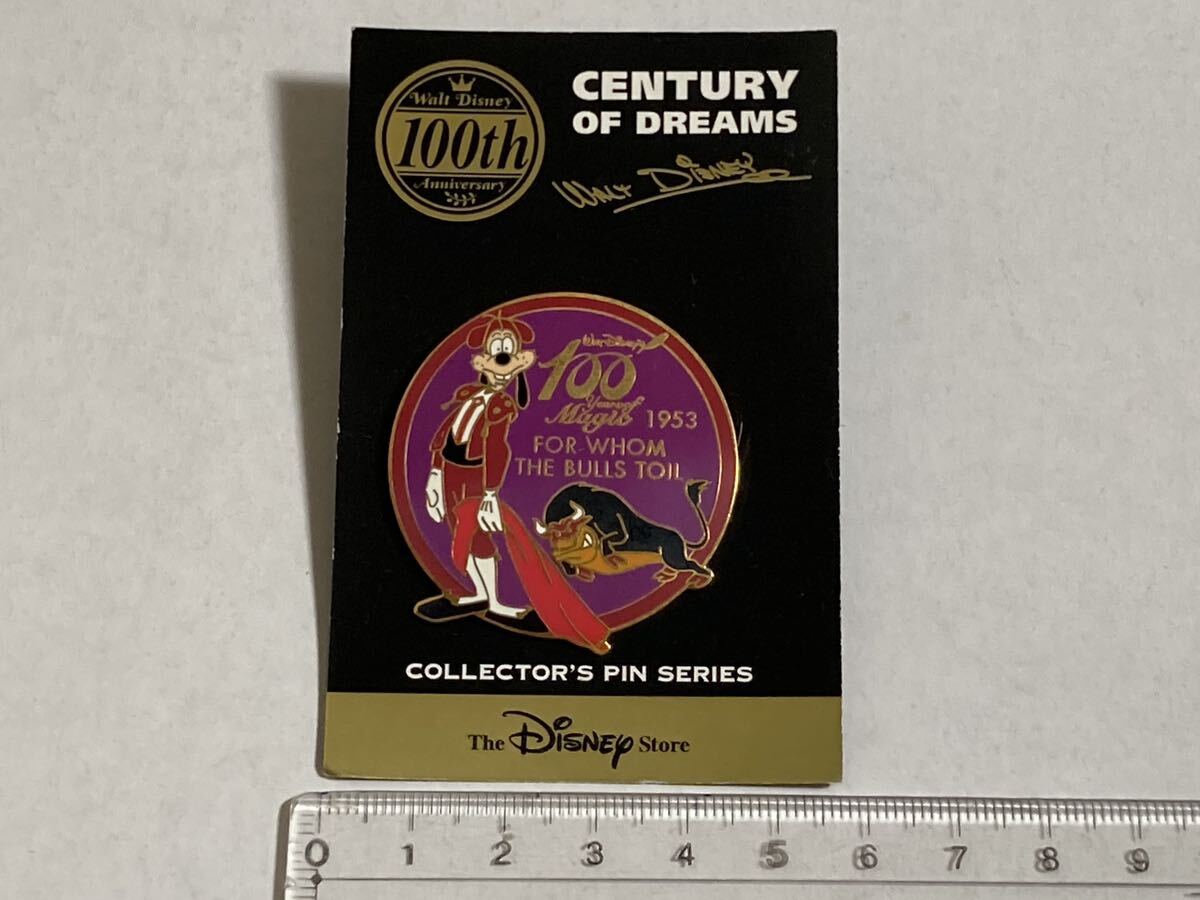 Walt Disney
100th
Anniversary
CENTURY
OF DREAMS
WALT DISNEY
Walt Disney
100
Years of
Magic 1953
FOR WHOM
THE BULLS TOIL
COLLECTOR'S PIN SERIES
The Disney Store
0 1 2 3 4 5 6 7 8 9